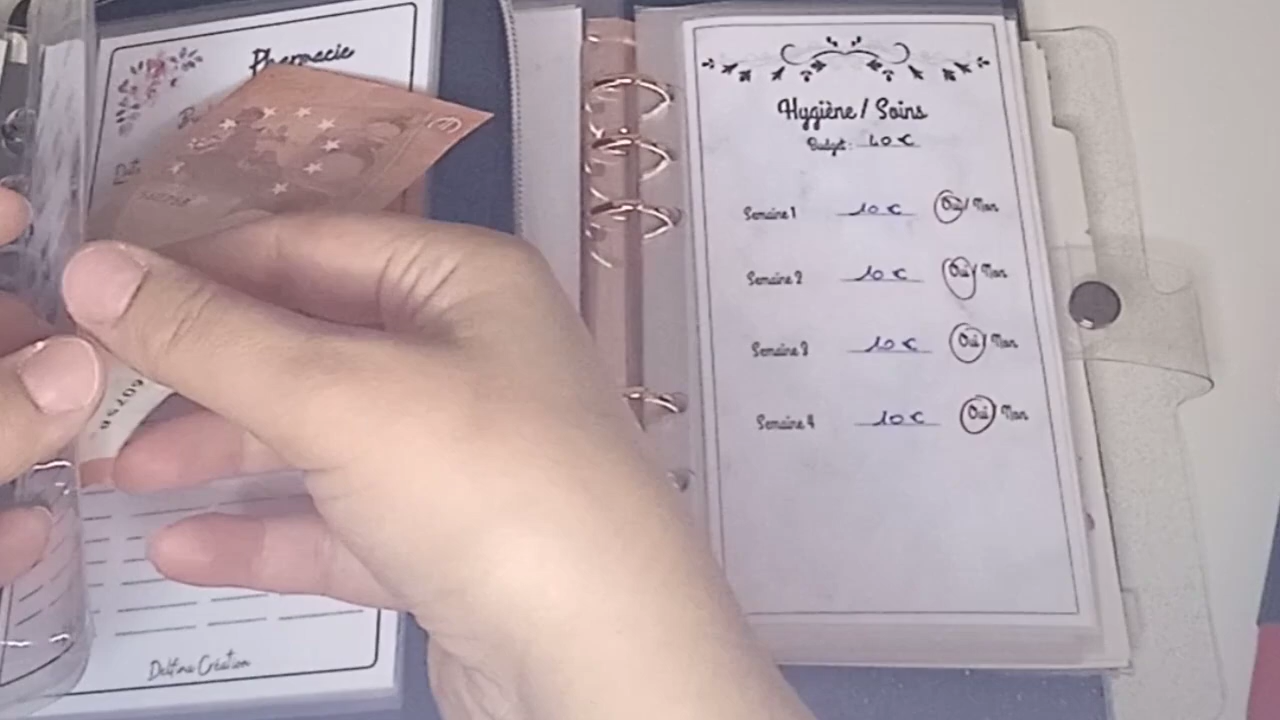 Pharmacie
Delfina Création
Hygiène / Soins
Budget : 40 €
Semaine 1 10 € Oui / Non
Semaine 2 10 € Oui / Non
Semaine 3 10 € Oui / Non
Semaine 4 10 € Oui / Non